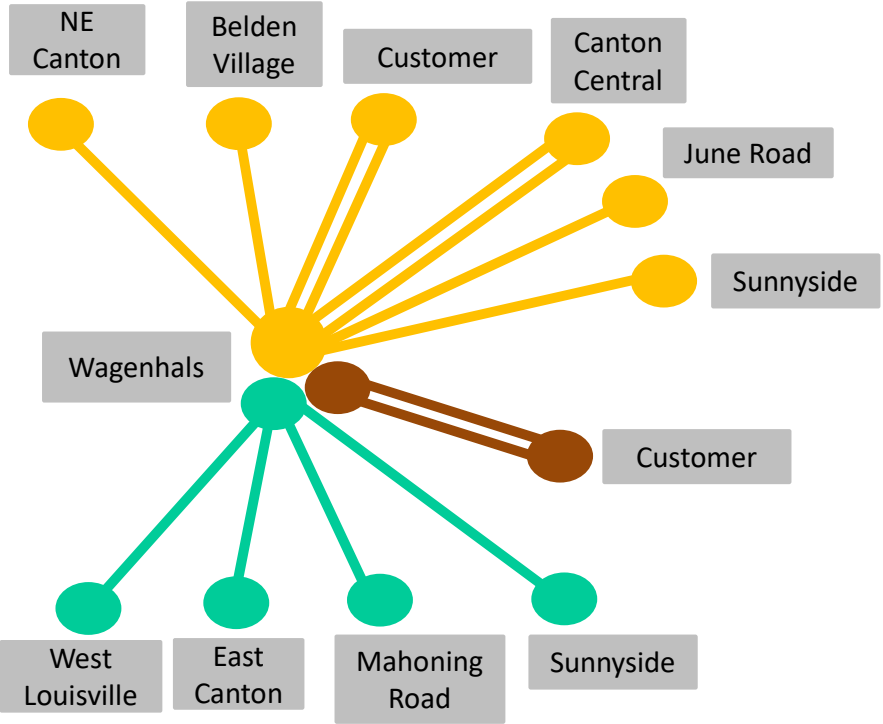 NE
Canton
Belden
Village
Customer
Canton
Central
June Road
Sunnyside
Wagenhals
Customer
West
Louisville
East
Canton
Mahoning
Road
Sunnyside